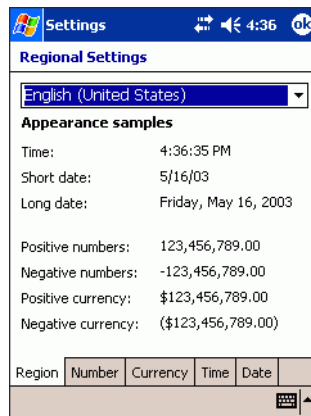 Settings 4:36 ok
Regional Settings
English (United States)
Appearance samples
Time: 4:36:35 PM
Short date: 5/16/03
Long date: Friday, May 16, 2003
Positive numbers: 123,456,789.00
Negative numbers: -123,456,789.00
Positive currency: $123,456,789.00
Negative currency: ($123,456,789.00)
Region Number Currency Time Date